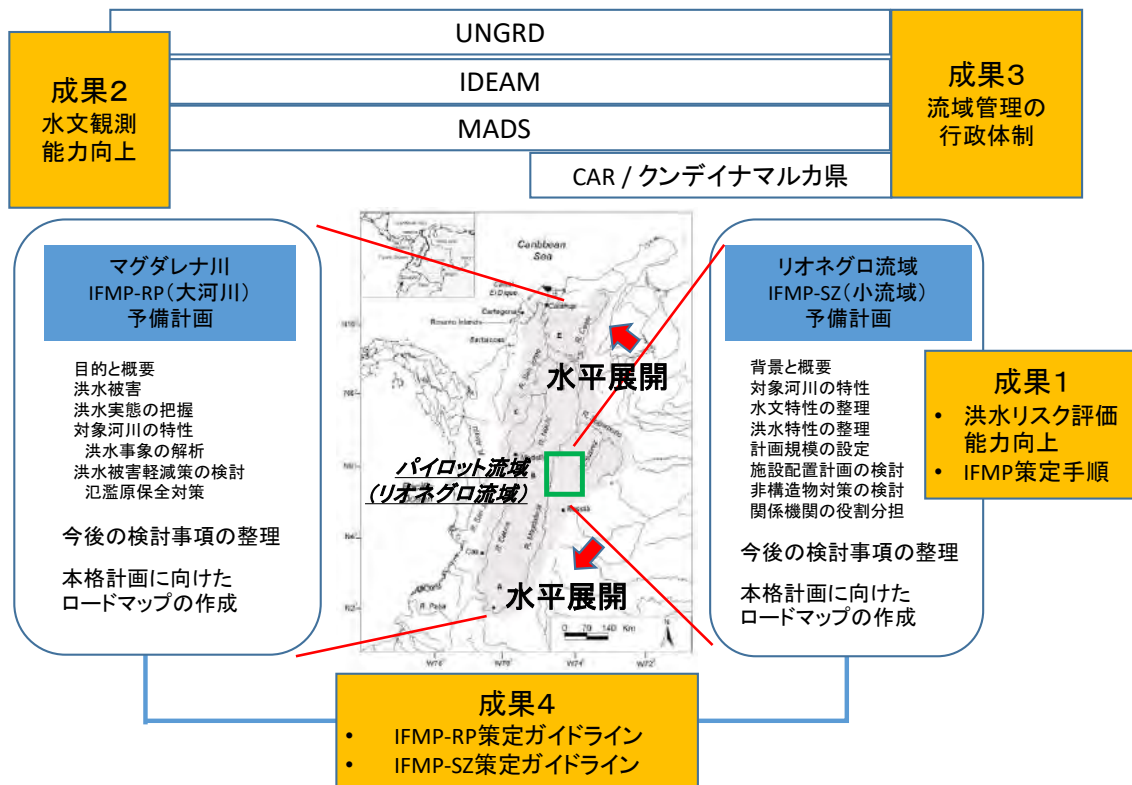 UNGRD
IDEAM
MADS
CAR / クンデイナマルカ県
成果２
水文観測
能力向上
成果３
流域管理の
行政体制
マグダレナ川
IFMP-RP（大河川）
予備計画
目的と概要
洪水被害
洪水実態の把握
対象河川の特性
洪水事象の解析
洪水被害軽減策の検討
氾濫原保全対策
今後の検討事項の整理
本格計画に向けた
ロードマップの作成
Caribbean
Sea
Cartagena
Rosario Islands
Barbacoas
水平展開
パイロット流域
(リオネグロ流域)
水平展開
Cali
R. Patia
0 70 140 Km
N
W76°
W74°
W72°
リオネグロ流域
IFMP-SZ（小流域）
予備計画
背景と概要
対象河川の特性
水文特性の整理
洪水特性の整理
計画規模の設定
施設配置計画の検討
非構造物対策の検討
関係機関の役割分担
今後の検討事項の整理
本格計画に向けた
ロードマップの作成
成果１
• 洪水リスク評価
能力向上
• IFMP策定手順
成果４
• IFMP-RP策定ガイドライン
• IFMP-SZ策定ガイドライン